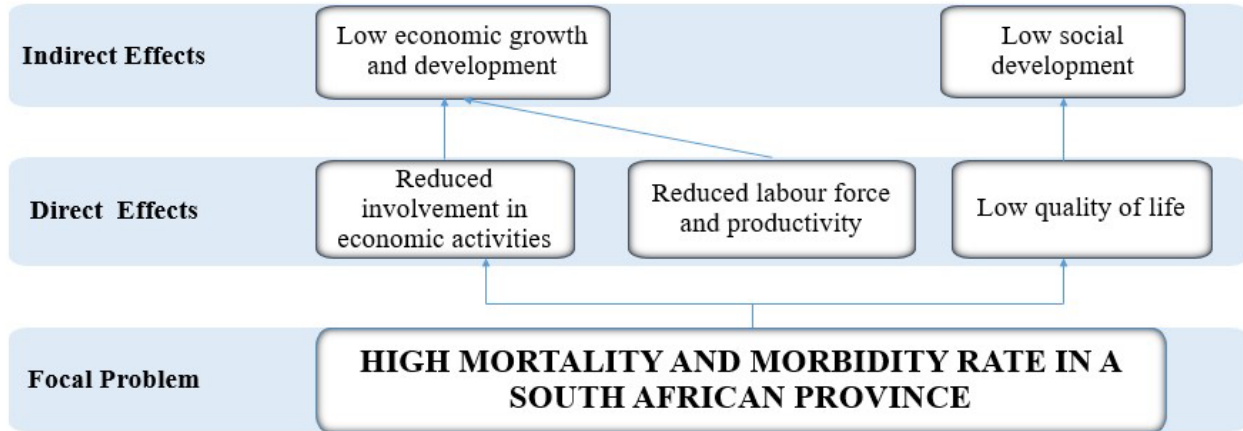 Indirect Effects
Low economic growth
and development
Low social
development
Direct Effects
Reduced
involvement in
economic activities
Reduced labour force
and productivity
Low quality of life
Focal Problem
HIGH MORTALITY AND MORBIDITY RATE IN A
SOUTH AFRICAN PROVINCE